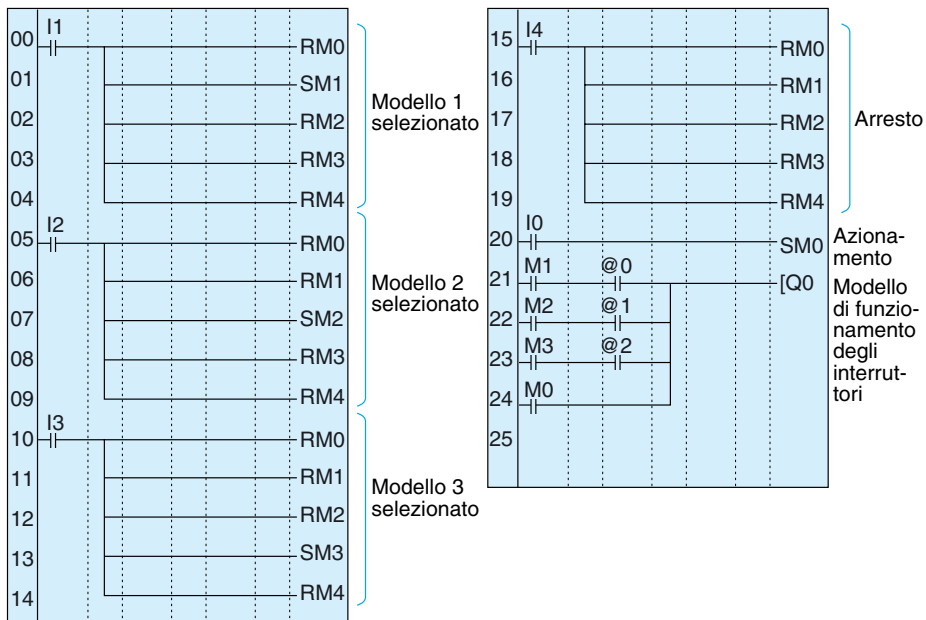 I1
00 RM0
01 SM1
02 RM2
03 RM3
04 RM4
Modello 1
selezionato
I2
05 RM0
06 RM1
07 SM2
08 RM3
09 RM4
Modello 2
selezionato
I3
10 RM0
11 RM1
12 RM2
13 SM3
14 RM4
Modello 3
selezionato
I4
15 RM0
16 RM1
17 RM2
18 RM3
19 RM4
Arresto
I0
20 SM0
Aziona-
mento
M1 @0
21 [Q0
M2 @1
22
M3 @2
23
M0
24
25
Modello
di funzio-
namento
degli
interrut-
tori